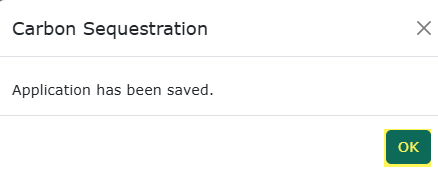 Carbon Sequestration
Application has been saved.
OK